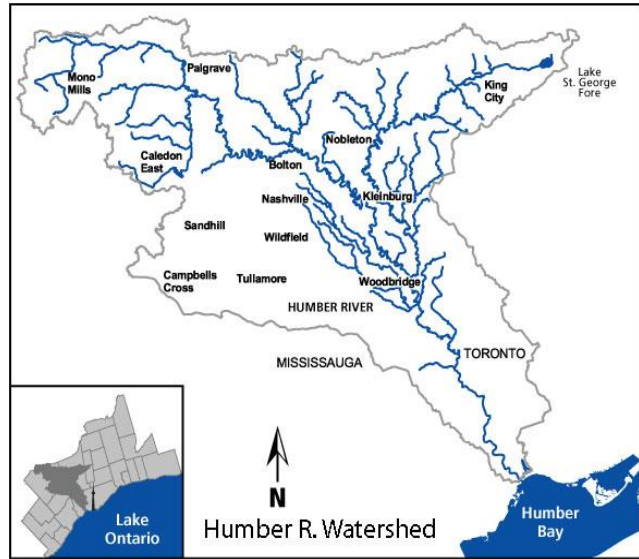 Mono
Mills
Palgrave
King
City
Lake
St. George
Fore
Nobleton
Caledon
East
Bolton
Nashville
Kleinburg
Sandhill
Wildfield
Campbells
Cross
Tullamore
Woodbridge
HUMBER RIVER
TORONTO
MISSISSAUGA
N
Humber R. Watershed
Lake
Ontario
Humber
Bay